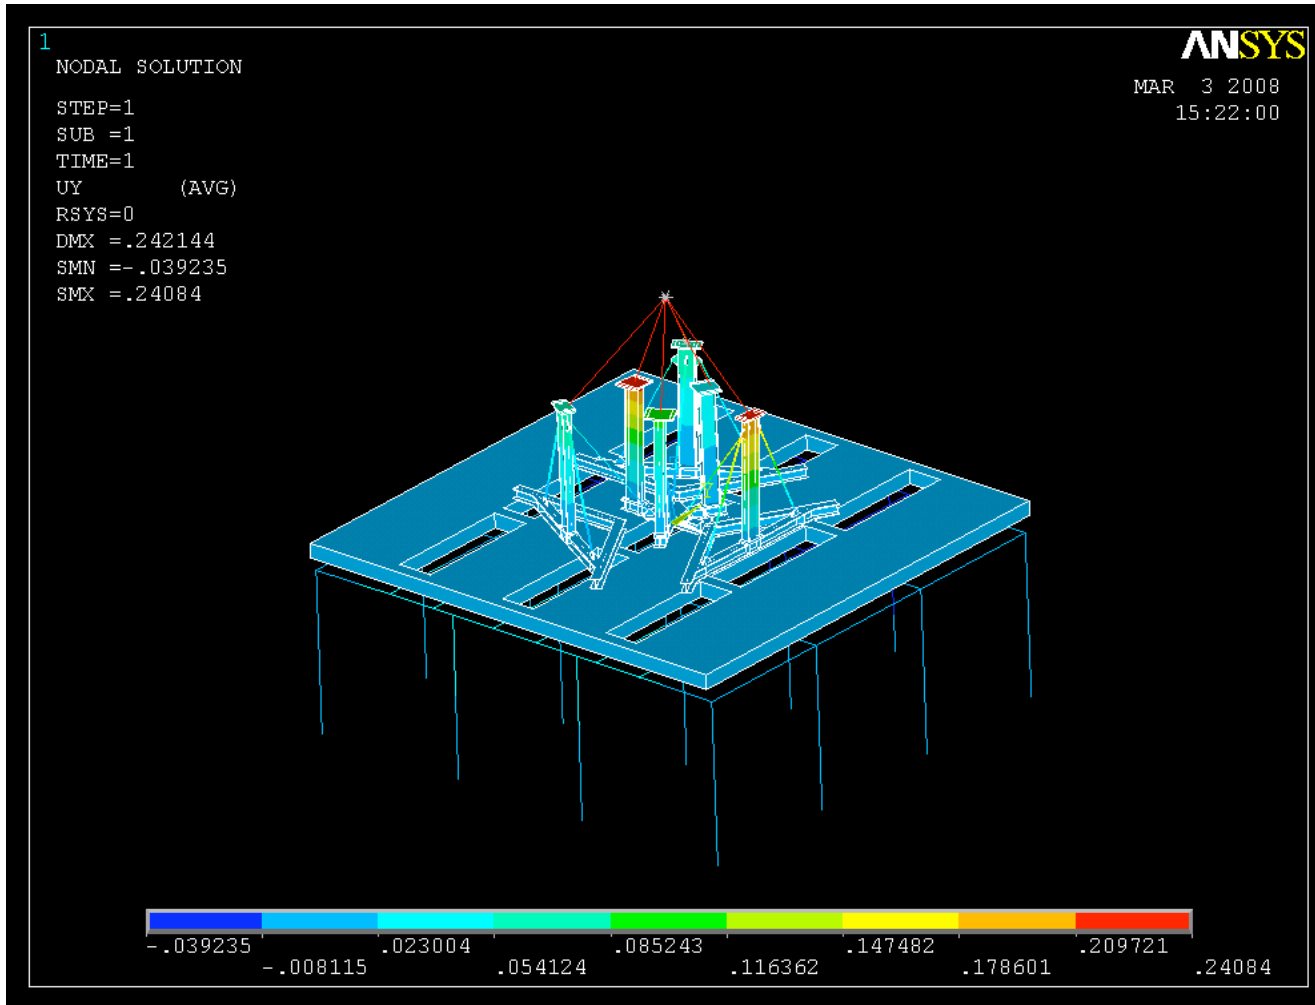 1
ANSYS
NODAL SOLUTION
MAR 3 2008
15:22:00
STEP=1
SUB =1
TIME=1
UY (AVG)
RSYS=0
DMX =.242144
SMN =-.039235
SMX =.24084
-.039235 .023004 .085243 .147482 .209721
-.008115 .054124 .116362 .178601 .24084